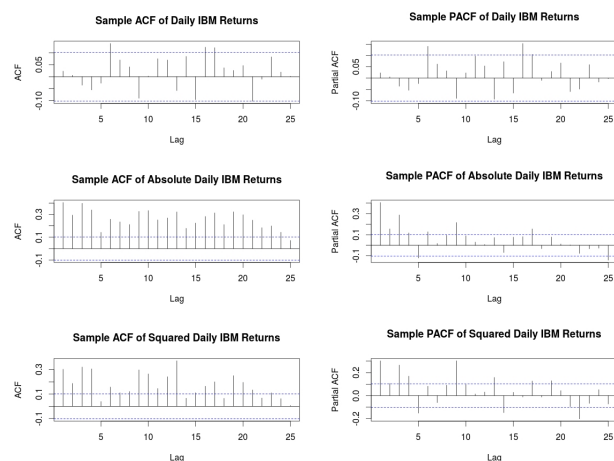 Sample ACF of Daily IBM Returns
ACF
0.05
-0.10
5 10 15 20 25
Lag
Sample PACF of Daily IBM Returns
Partial ACF
0.05
-0.10
5 10 15 20 25
Lag
Sample ACF of Absolute Daily IBM Returns
ACF
0.3
0.1
-0.1
5 10 15 20 25
Lag
Sample PACF of Absolute Daily IBM Returns
Partial ACF
0.3
0.1
-0.1
5 10 15 20 25
Lag
Sample ACF of Squared Daily IBM Returns
ACF
0.3
0.1
-0.1
5 10 15 20 25
Lag
Sample PACF of Squared Daily IBM Returns
Partial ACF
0.2
0.0
-0.2
5 10 15 20 25
Lag